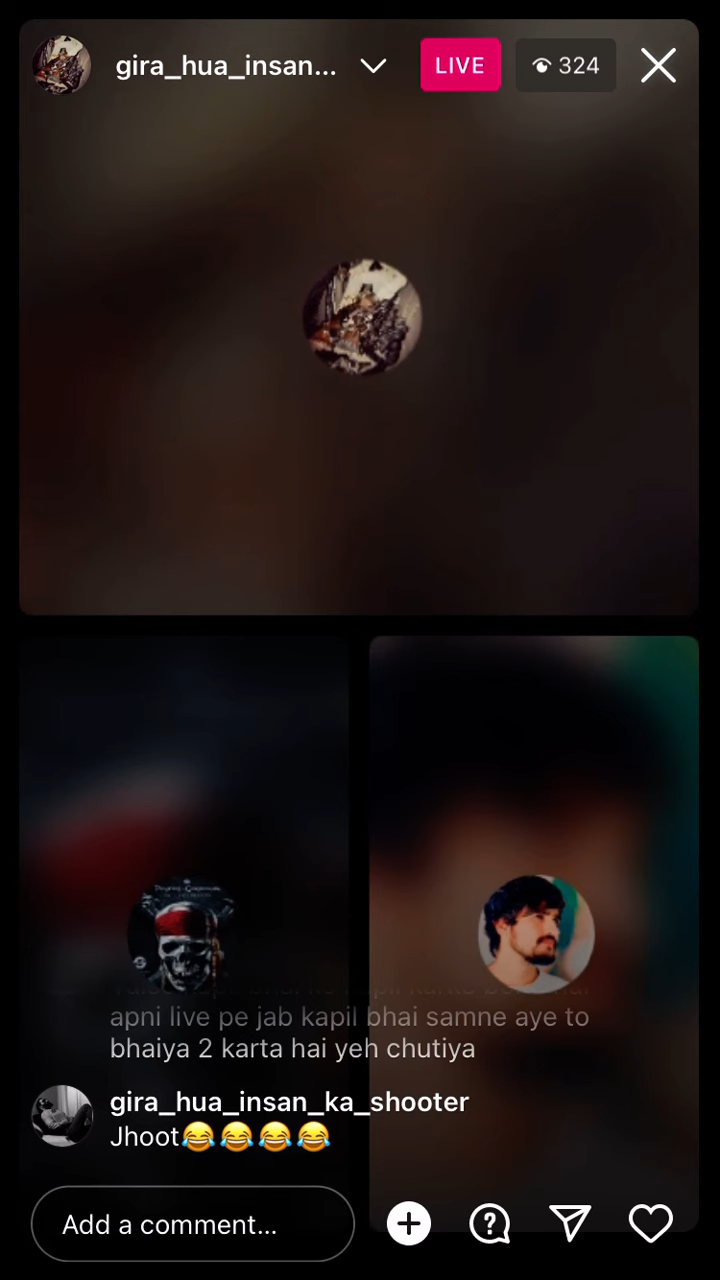 gira_hua_insan...
LIVE
324
apni live pe jab kapil bhai samne aye to
bhaiya 2 karta hai yeh chutiya
gira_hua_insan_ka_shooter
Jhoot😂😂😂😂
Add a comment...